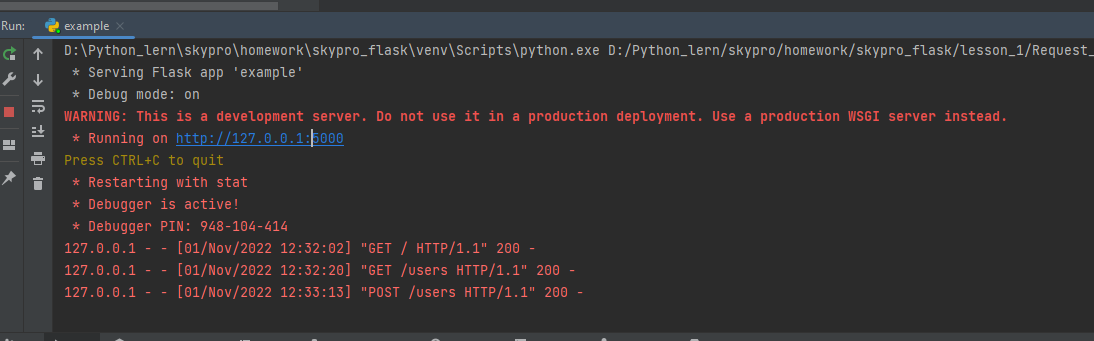 Run: example
D:\Python_lern\skypro\homework\skypro_flask\venv\Scripts\python.exe D:/Python_lern/skypro/homework/skypro_flask/lesson_1/Request_
* Serving Flask app 'example'
* Debug mode: on
WARNING: This is a development server. Do not use it in a production deployment. Use a production WSGI server instead.
* Running on http://127.0.0.1:5000
Press CTRL+C to quit
* Restarting with stat
* Debugger is active!
* Debugger PIN: 948-104-414
127.0.0.1 - - [01/Nov/2022 12:32:02] "GET / HTTP/1.1" 200 -
127.0.0.1 - - [01/Nov/2022 12:32:20] "GET /users HTTP/1.1" 200 -
127.0.0.1 - - [01/Nov/2022 12:33:13] "POST /users HTTP/1.1" 200 -